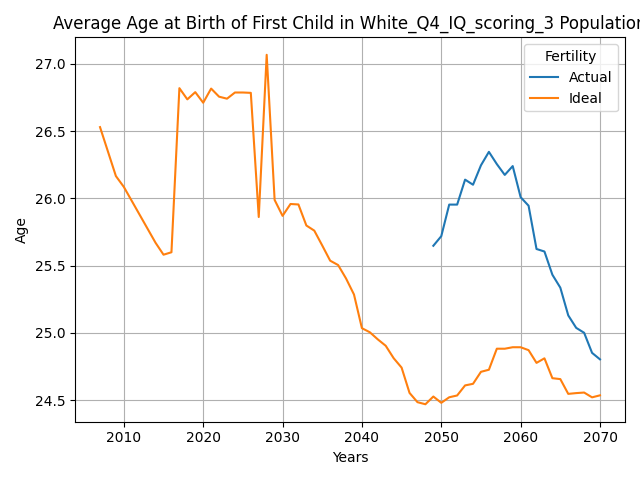 Average Age at Birth of First Child in White_Q4_IQ_scoring_3 Population
Fertility
Actual
Ideal
27.0
26.5
26.0
25.5
25.0
24.5
Age
2010 2020 2030 2040 2050 2060 2070
Years